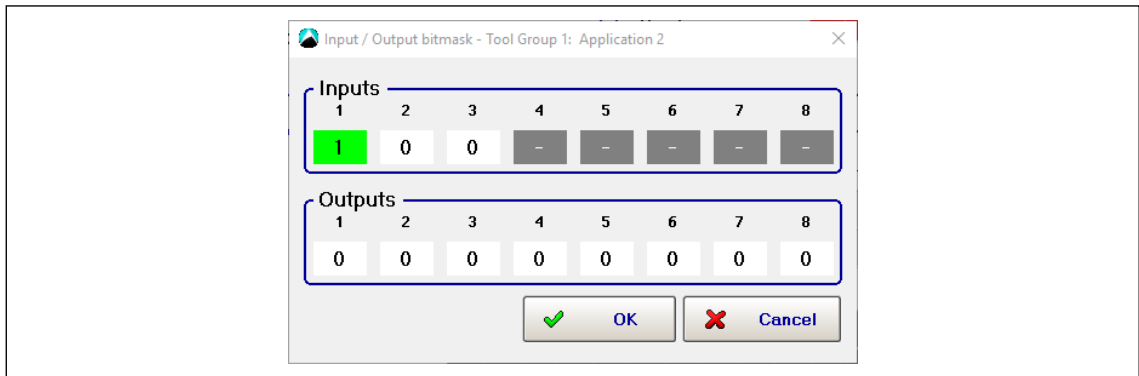 Input / Output bitmask - Tool Group 1: Application 2
Inputs
1 2 3 4 5 6 7 8
1 0 0 - - - - -
Outputs
1 2 3 4 5 6 7 8
0 0 0 0 0 0 0 0
OK Cancel